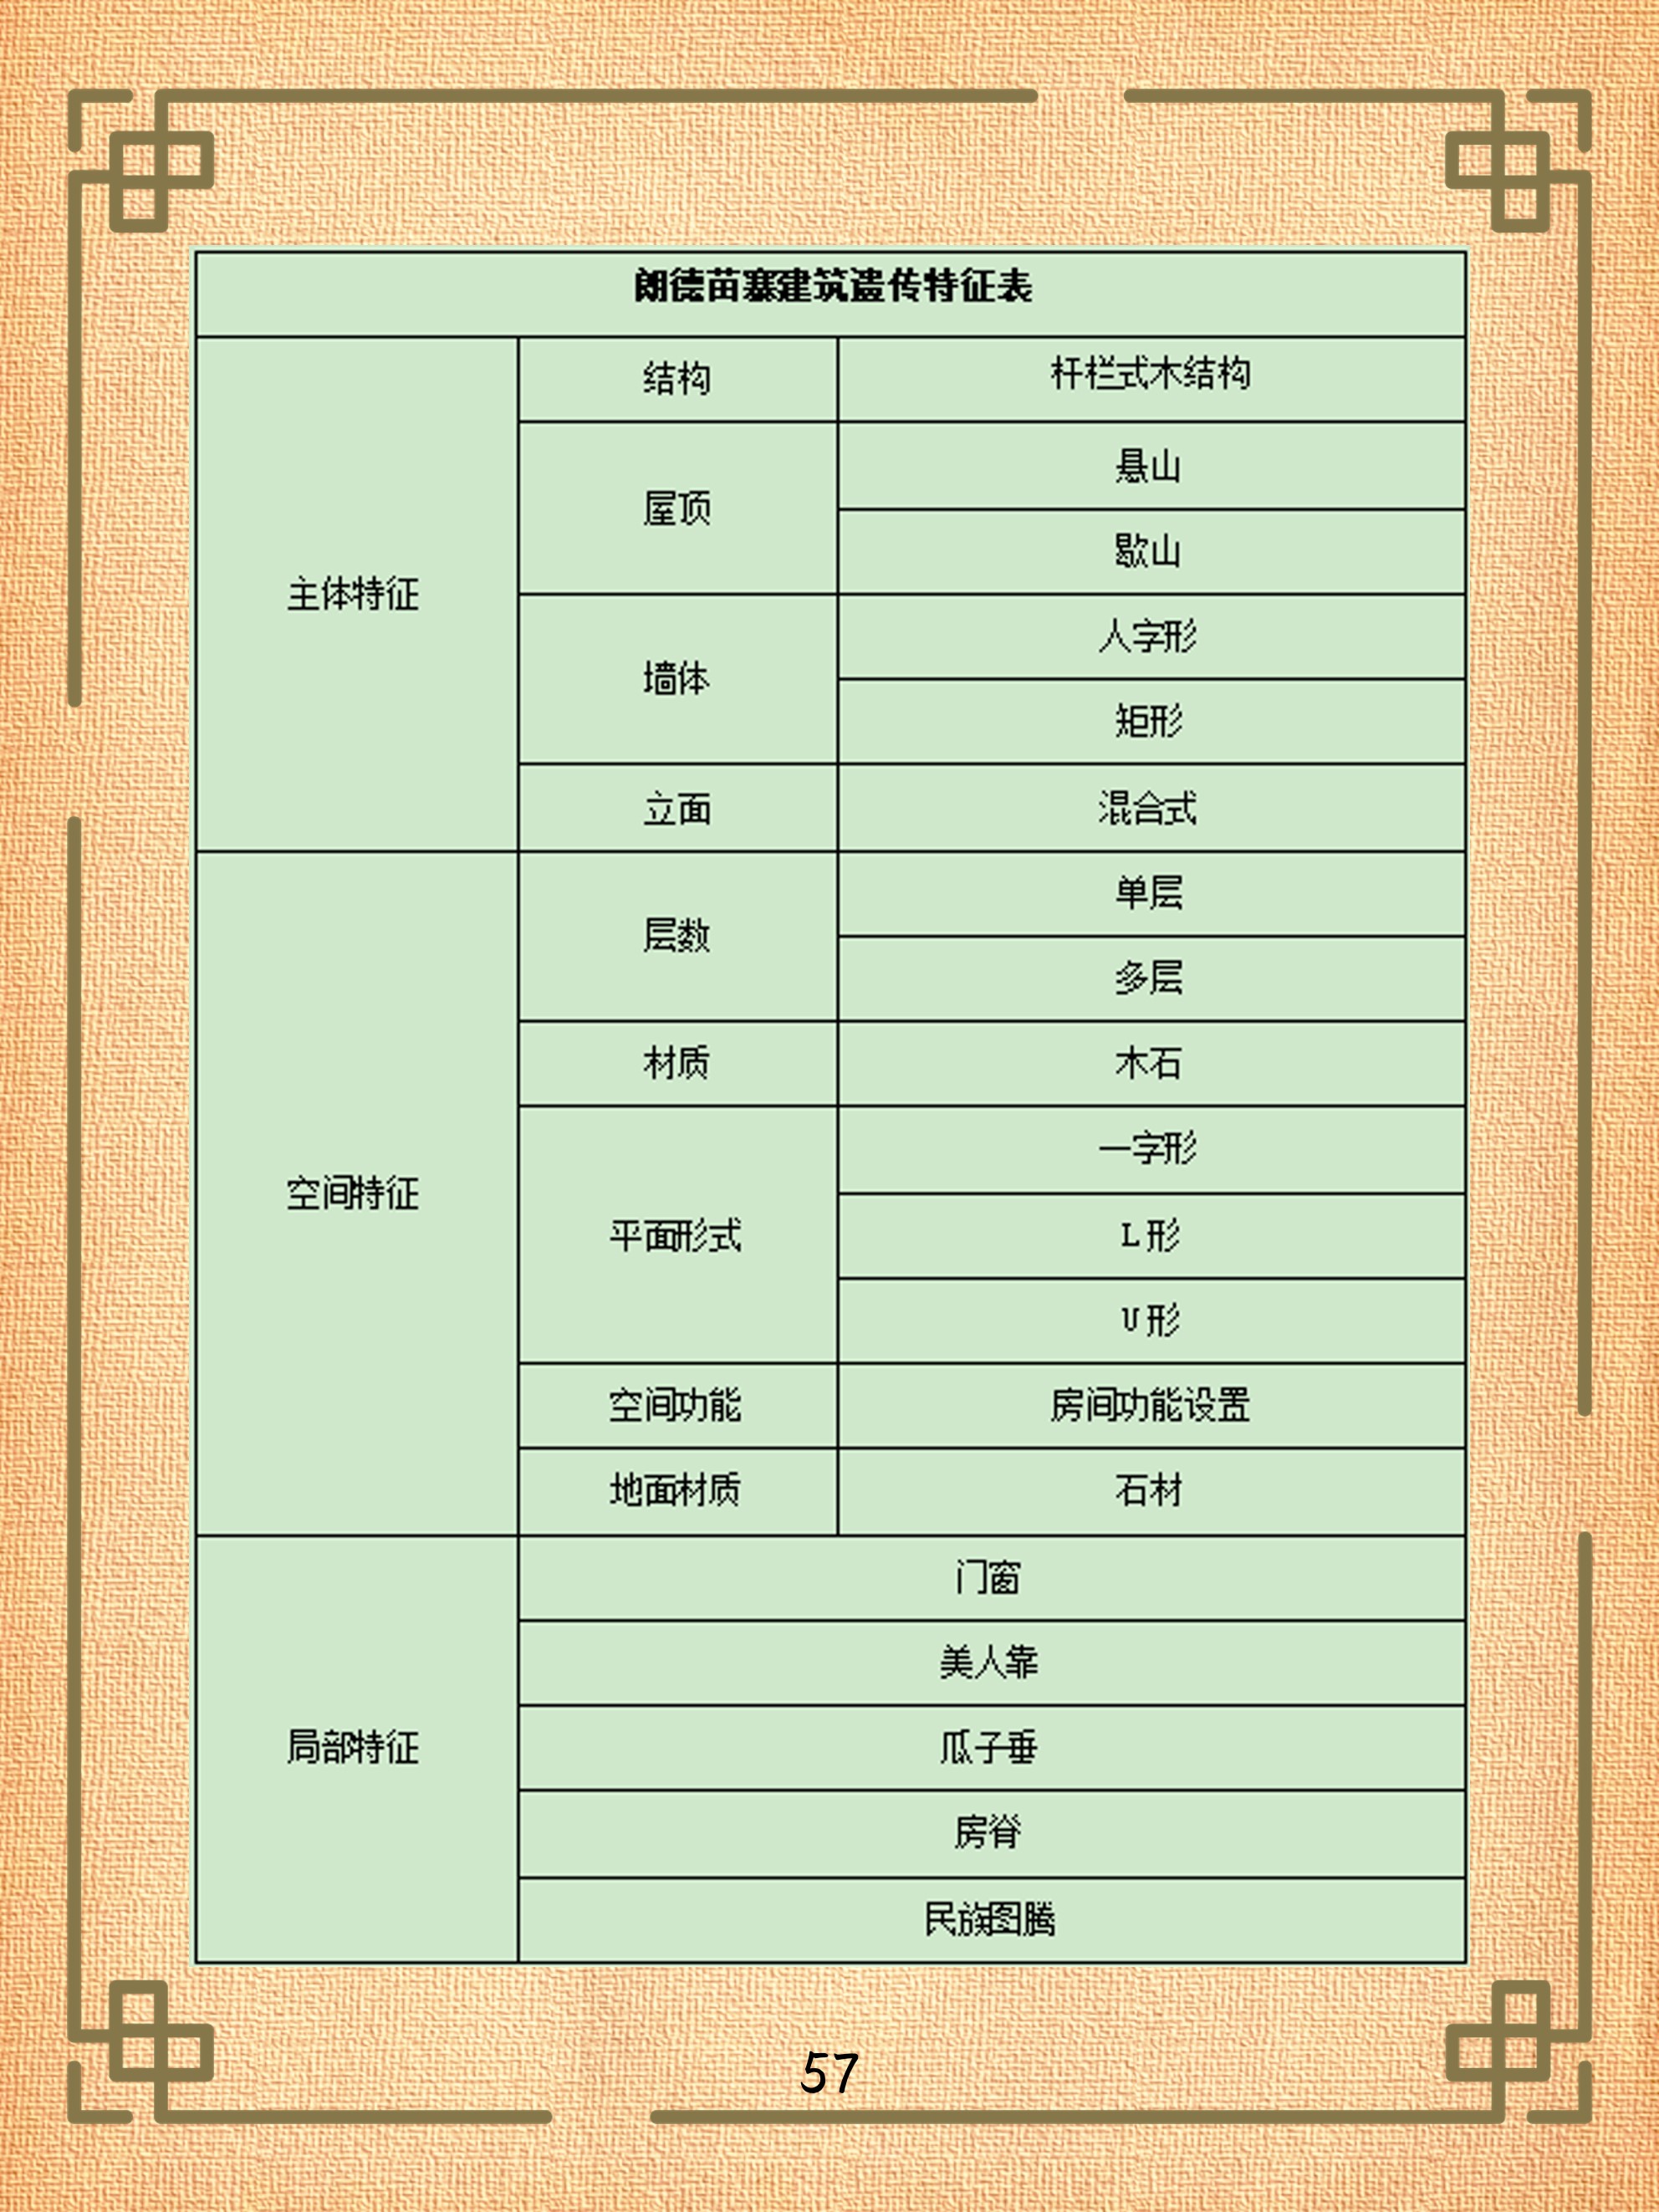 朗德苗寨建筑遗传特征表
主体特征
结构
杆栏式木结构
屋顶
悬山
歇山
墙体
人字形
矩形
立面
混合式
空间特征
层数
单层
多层
材质
木石
平面形式
一字形
L 形
U 形
空间功能
房间功能设置
地面材质
石材
局部特征
门窗
美人靠
瓜子垂
房脊
民族图腾
57